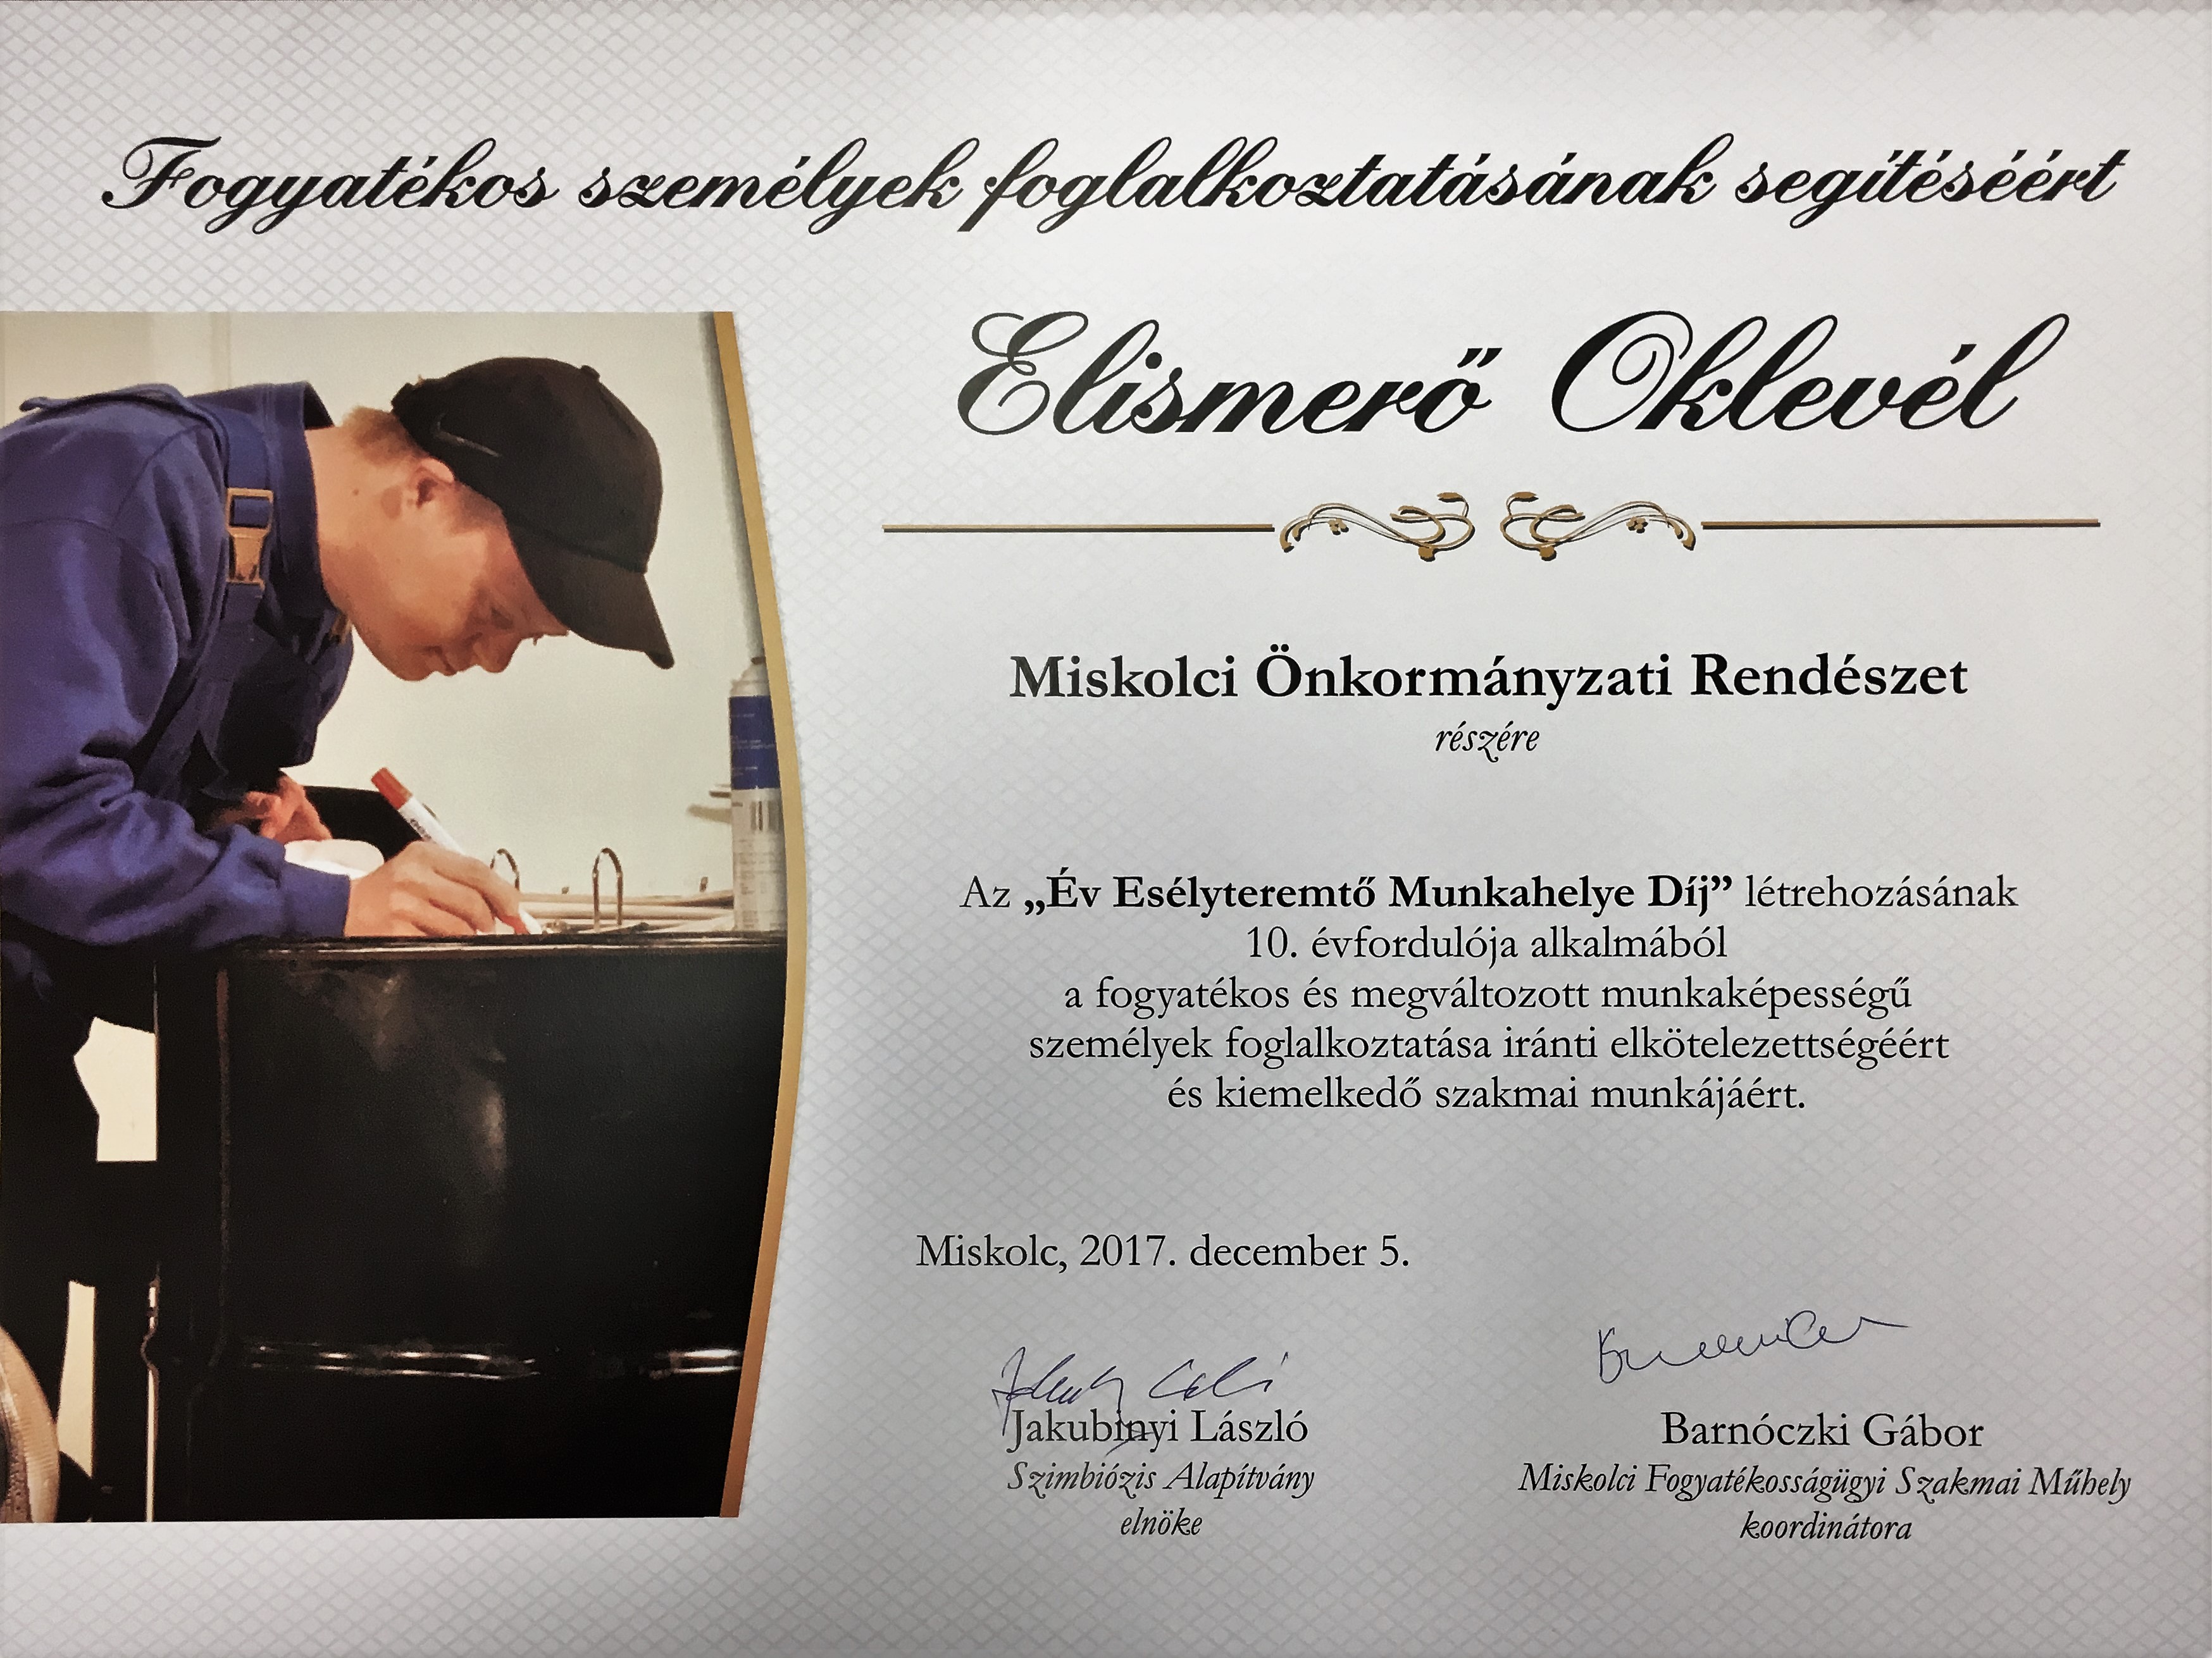 Fogyatékos személyek foglalkoztatásának segítéséért
Elismerő Oklevél
Miskolci Önkormányzati Rendészet
részére
Az „Év Esélyteremtő Munkahelye Díj” létrehozásának
10. évfordulója alkalmából
a fogyatékos és megváltozott munkaképességű
személyek foglalkoztatása iránti elkötelezettségéért
és kiemelkedő szakmai munkájáért.
Miskolc, 2017. december 5.
Jakubinyi László
Szimbiózis Alapítvány
elnöke
Barnóczki Gábor
Miskolci Fogyatékosságügyi Szakmai Műhely
koordinátora